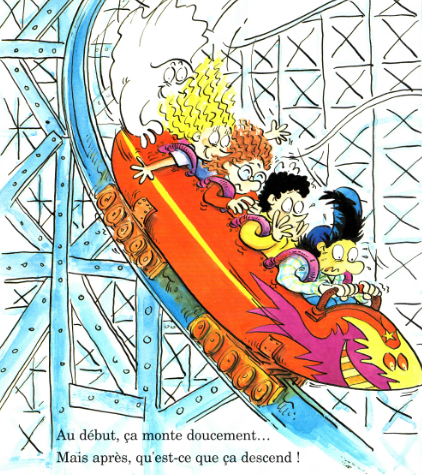 Au début, ça monte doucement…
Mais après, qu'est-ce que ça descend !